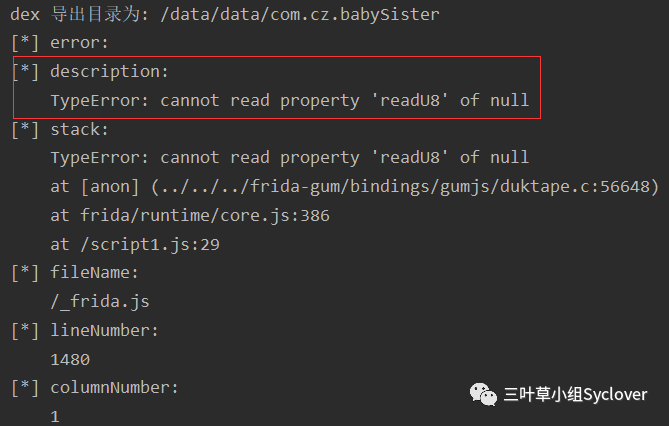 dex 导出目录为: /data/data/com.cz.babySister
[*] error:
[*] description:
TypeError: cannot read property 'readU8' of null
[*] stack:
TypeError: cannot read property 'readU8' of null
at [anon] (../../../frida-gum/bindings/gumjs/duktape.c:56648)
at frida/runtime/core.js:386
at /script1.js:29
[*] fileName:
/_frida.js
[*] lineNumber:
1480
[*] columnNumber:
1
三叶草小组Syclover